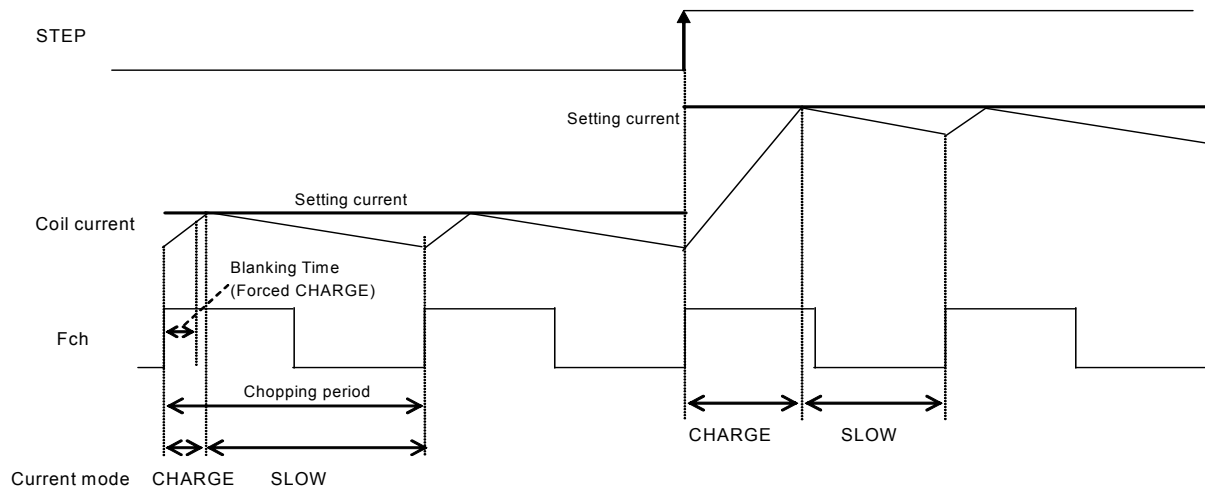 STEP
Setting current
Setting current
Coil current
Blanking Time
(Forced CHARGE)
Fch
Chopping period
CHARGE SLOW
Current mode CHARGE SLOW